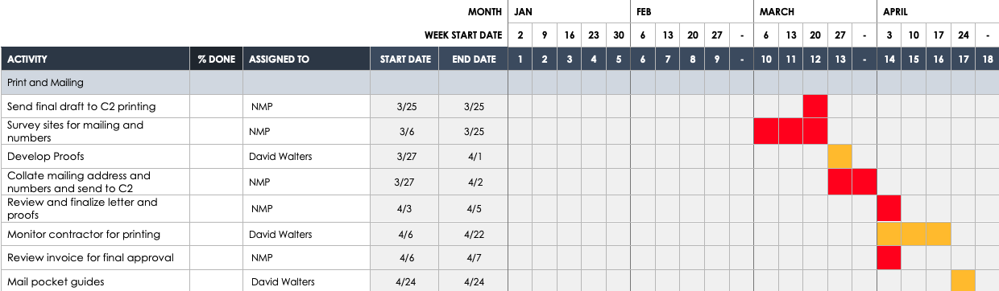 MONTH JAN FEB MARCH APRIL
WEEK START DATE 2 9 16 23 30 6 13 20 27 - 6 13 20 27 - 3 10 17 24 -
ACTIVITY % DONE ASSIGNED TO START DATE END DATE 1 2 3 4 5 6 7 8 9 - 10 11 12 13 - 14 15 16 17 18
Print and Mailing
Send final draft to C2 printing NMP 3/25 3/25
Survey sites for mailing and
numbers NMP 3/6 3/25
Develop Proofs David Walters 3/27 4/1
Collate mailing address and
numbers and send to C2 NMP 3/27 4/2
Review and finalize letter and
proofs NMP 4/3 4/5
Monitor contractor for printing David Walters 4/6 4/22
Review invoice for final approval NMP 4/6 4/7
Mail pocket guides David Walters 4/24 4/24